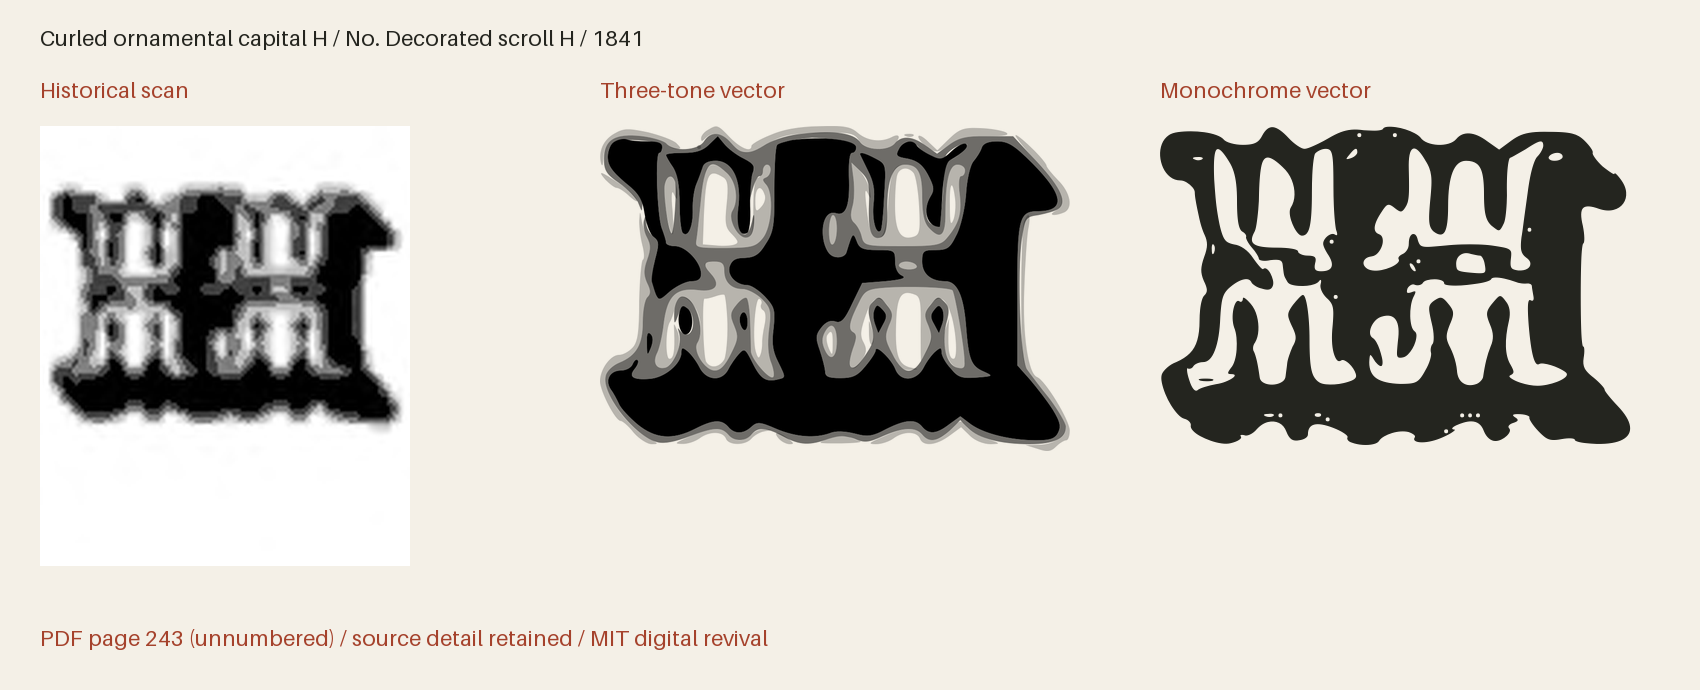 Curled ornamental capital H / No. Decorated scroll H / 1841
Historical scan
Three-tone vector
Monochrome vector
H
H
H
PDF page 243 (unnumbered) / source detail retained / MIT digital revival